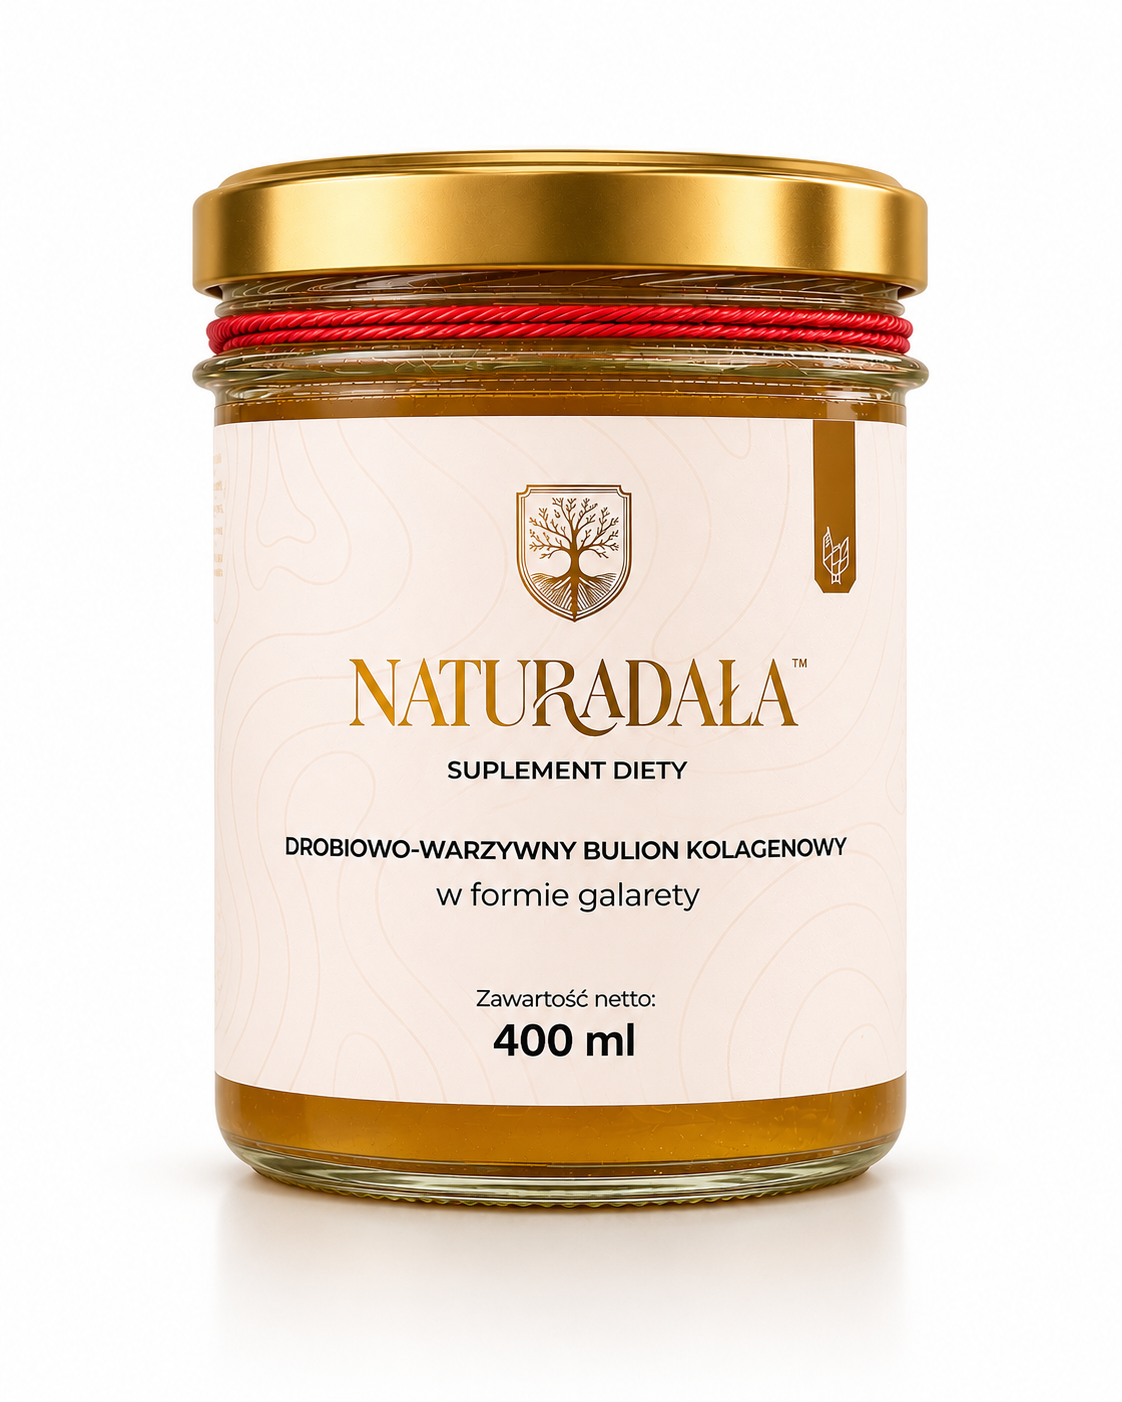 NATURADAŁA™
SUPLEMENT DIETY
DROBIOWO-WARZYWNY BULION KOLAGENOWY
w formie galarety
Zawartość netto:
400 ml